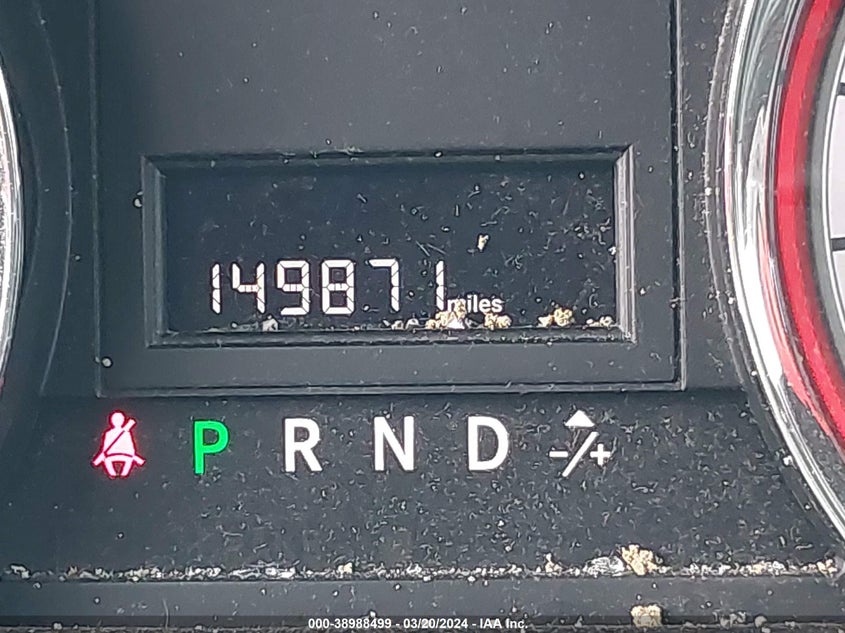 149871 miles
P R N D -/+
000-38988499 - 03/20/2024 - IAA Inc.